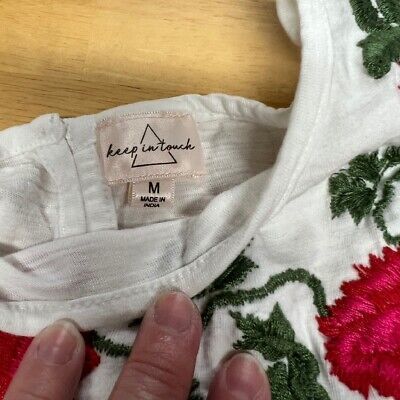 keep in touch
M
MADE IN
INDIA